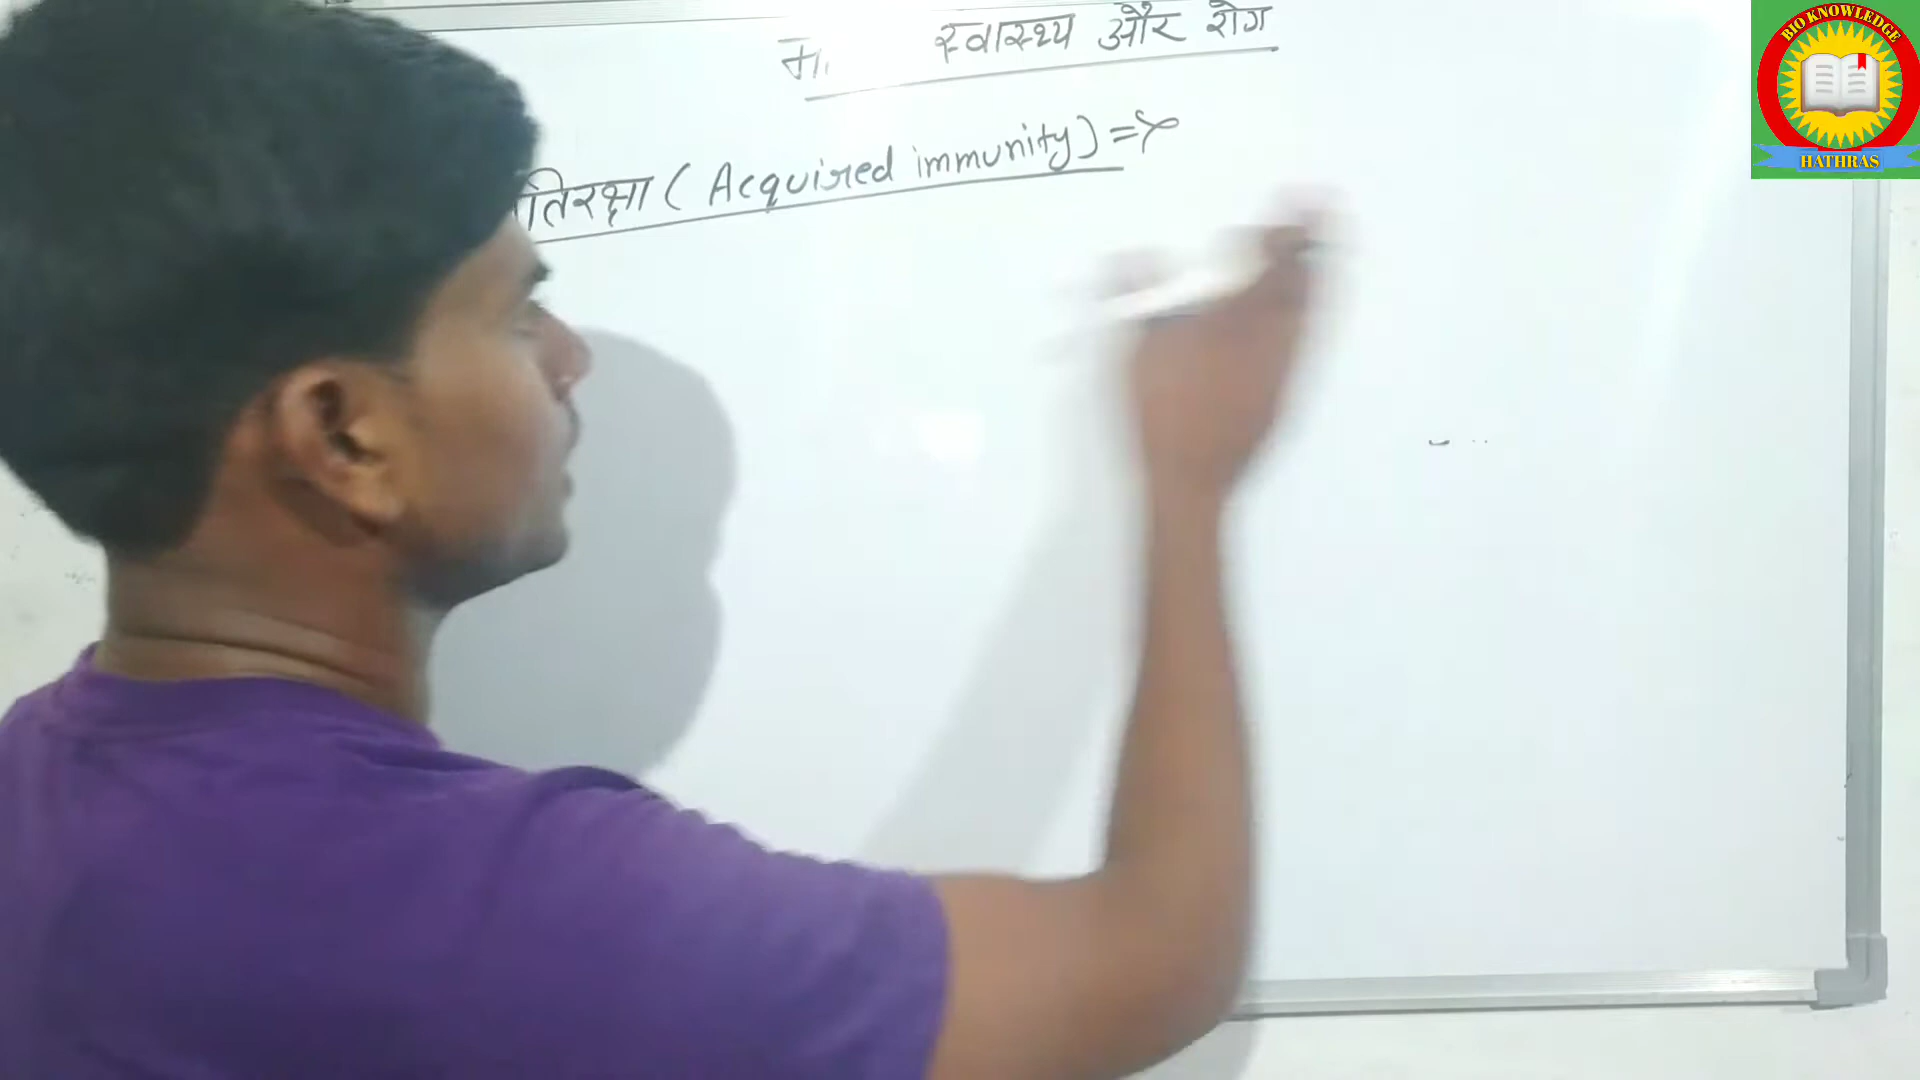 स्वास्थ्य और रोग
तिरक्षा ( Acquired immunity ) =
BIO KNOWLEDGE
HATHRAS